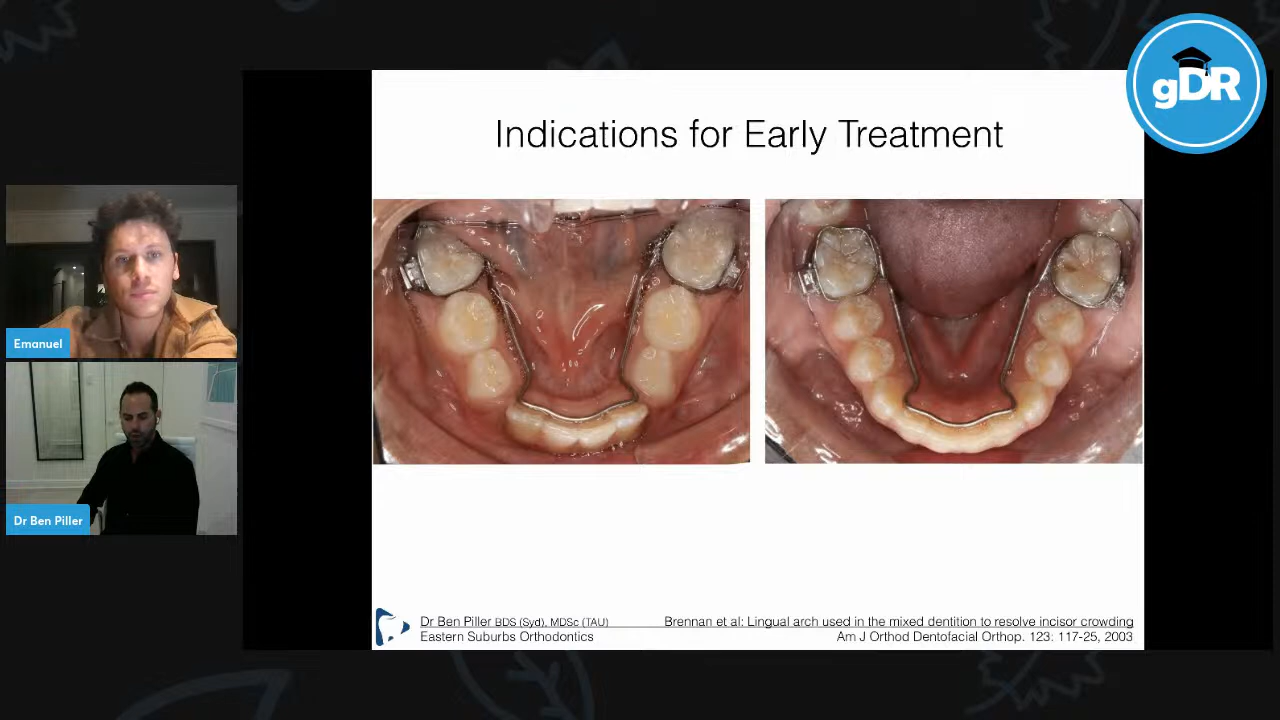 gDR
Indications for Early Treatment
Emanuel
Dr Ben Piller
Dr Ben Piller BDS (Syd), MDSc (TAU)
Eastern Suburbs Orthodontics
Brennan et al: Lingual arch used in the mixed dentition to resolve incisor crowding
Am J Orthod Dentofacial Orthop. 123: 117-25, 2003